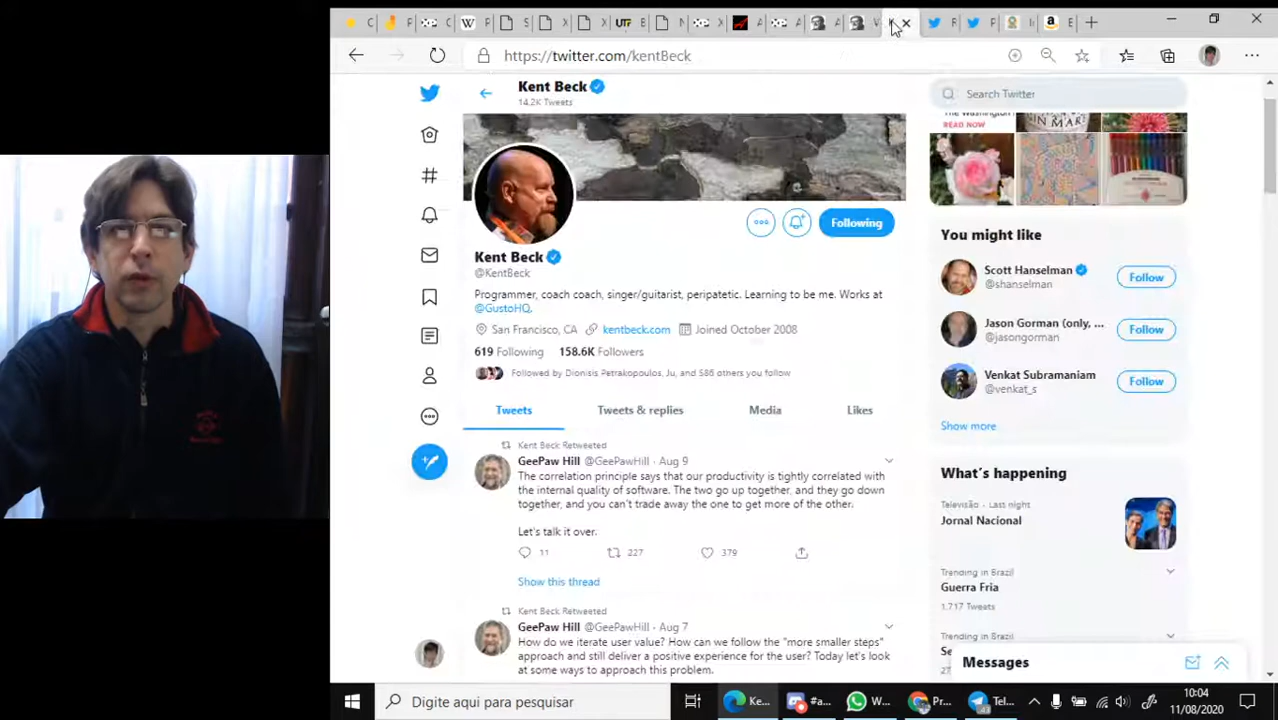 https://twitter.com/kentBeck
Kent Beck
14.2K Tweets
Search Twitter
READ NOW
Following
Kent Beck
@KentBeck
Programmer, coach coach, singer/guitarist, peripatetic. Learning to be me. Works at
@GustoHQ.
San Francisco, CA kentbeck.com Joined October 2008
619 Following 158.6K Followers
Followed by Dionisis Petrakopoulos, Ju, and 586 others you follow
Tweets Tweets & replies Media Likes
Kent Beck Retweeted
GeePaw Hill @GeePawHill · Aug 9
The correlation principle says that our productivity is tightly correlated with
the internal quality of software. The two go up together, and they go down
together, and you can't trade away the one to get more of the other.
Let's talk it over.
11 227 379
Show this thread
Kent Beck Retweeted
GeePaw Hill @GeePawHill · Aug 7
How do we iterate user value? How can we follow the "more smaller steps"
approach and still deliver a positive experience for the user? Today let's look
at some ways to approach this problem.
You might like
Scott Hanselman
@shanselman
Follow
Jason Gorman (only, ...
@jasongorman
Follow
Venkat Subramaniam
@venkat_s
Follow
Show more
What's happening
Televisão · Last night
Jornal Nacional
Trending in Brazil
Guerra Fria
1.717 Tweets
Trending in Brazil
Messages
Digite aqui para pesquisar
Ke...
#a...
W...
Pr...
Tel...
10:04
11/08/2020